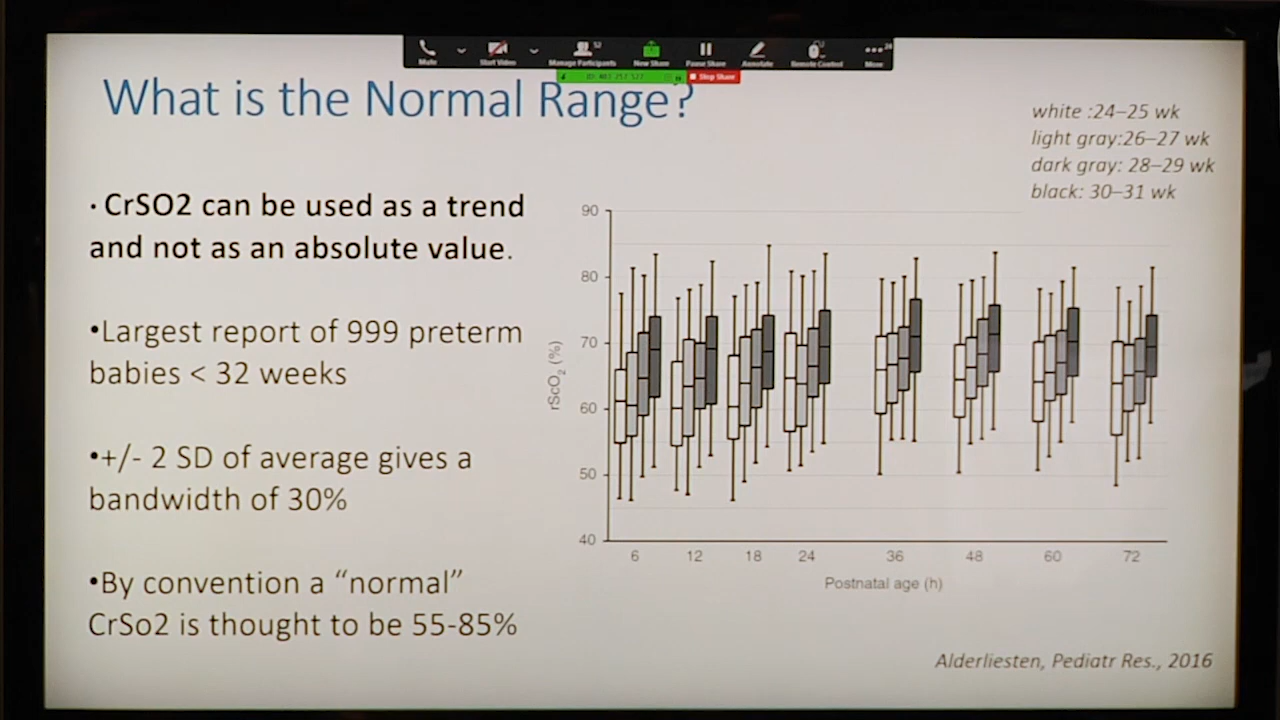 Mute
Start Video
Manage Participants
New Share
Pause Share
Annotate
Remote Control
More
Stop Share
What is the Normal Range?
white :24–25 wk
light gray:26–27 wk
dark gray: 28–29 wk
black: 30–31 wk
· CrSO2 can be used as a trend
and not as an absolute value.
•Largest report of 999 preterm
babies < 32 weeks
•+/- 2 SD of average gives a
bandwidth of 30%
•By convention a “normal”
CrSo2 is thought to be 55-85%
90
80
70
60
50
40
rScO2 (%)
6 12 18 24 36 48 60 72
Postnatal age (h)
Alderliesten, Pediatr Res., 2016